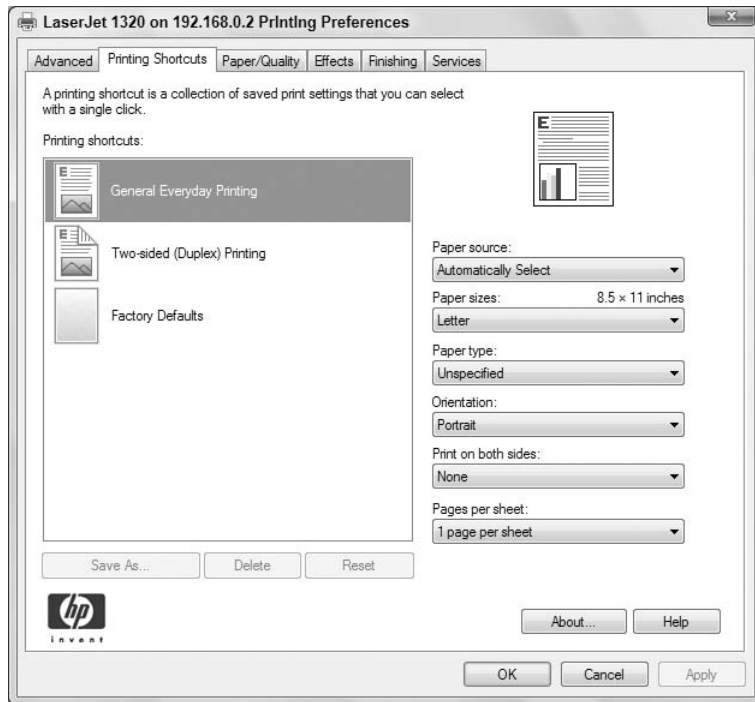 LaserJet 1320 on 192.168.0.2 Printing Preferences
Advanced
Printing Shortcuts
Paper/Quality
Effects
Finishing
Services
A printing shortcut is a collection of saved print settings that you can select
with a single click.
Printing shortcuts:
E
General Everyday Printing
E
Two-sided (Duplex) Printing
Factory Defaults
Save As...
Delete
Reset
E
Paper source:
Automatically Select
Paper sizes:
8.5 × 11 inches
Letter
Paper type:
Unspecified
Orientation:
Portrait
Print on both sides:
None
Pages per sheet:
1 page per sheet
hp
invent
About...
Help
OK
Cancel
Apply